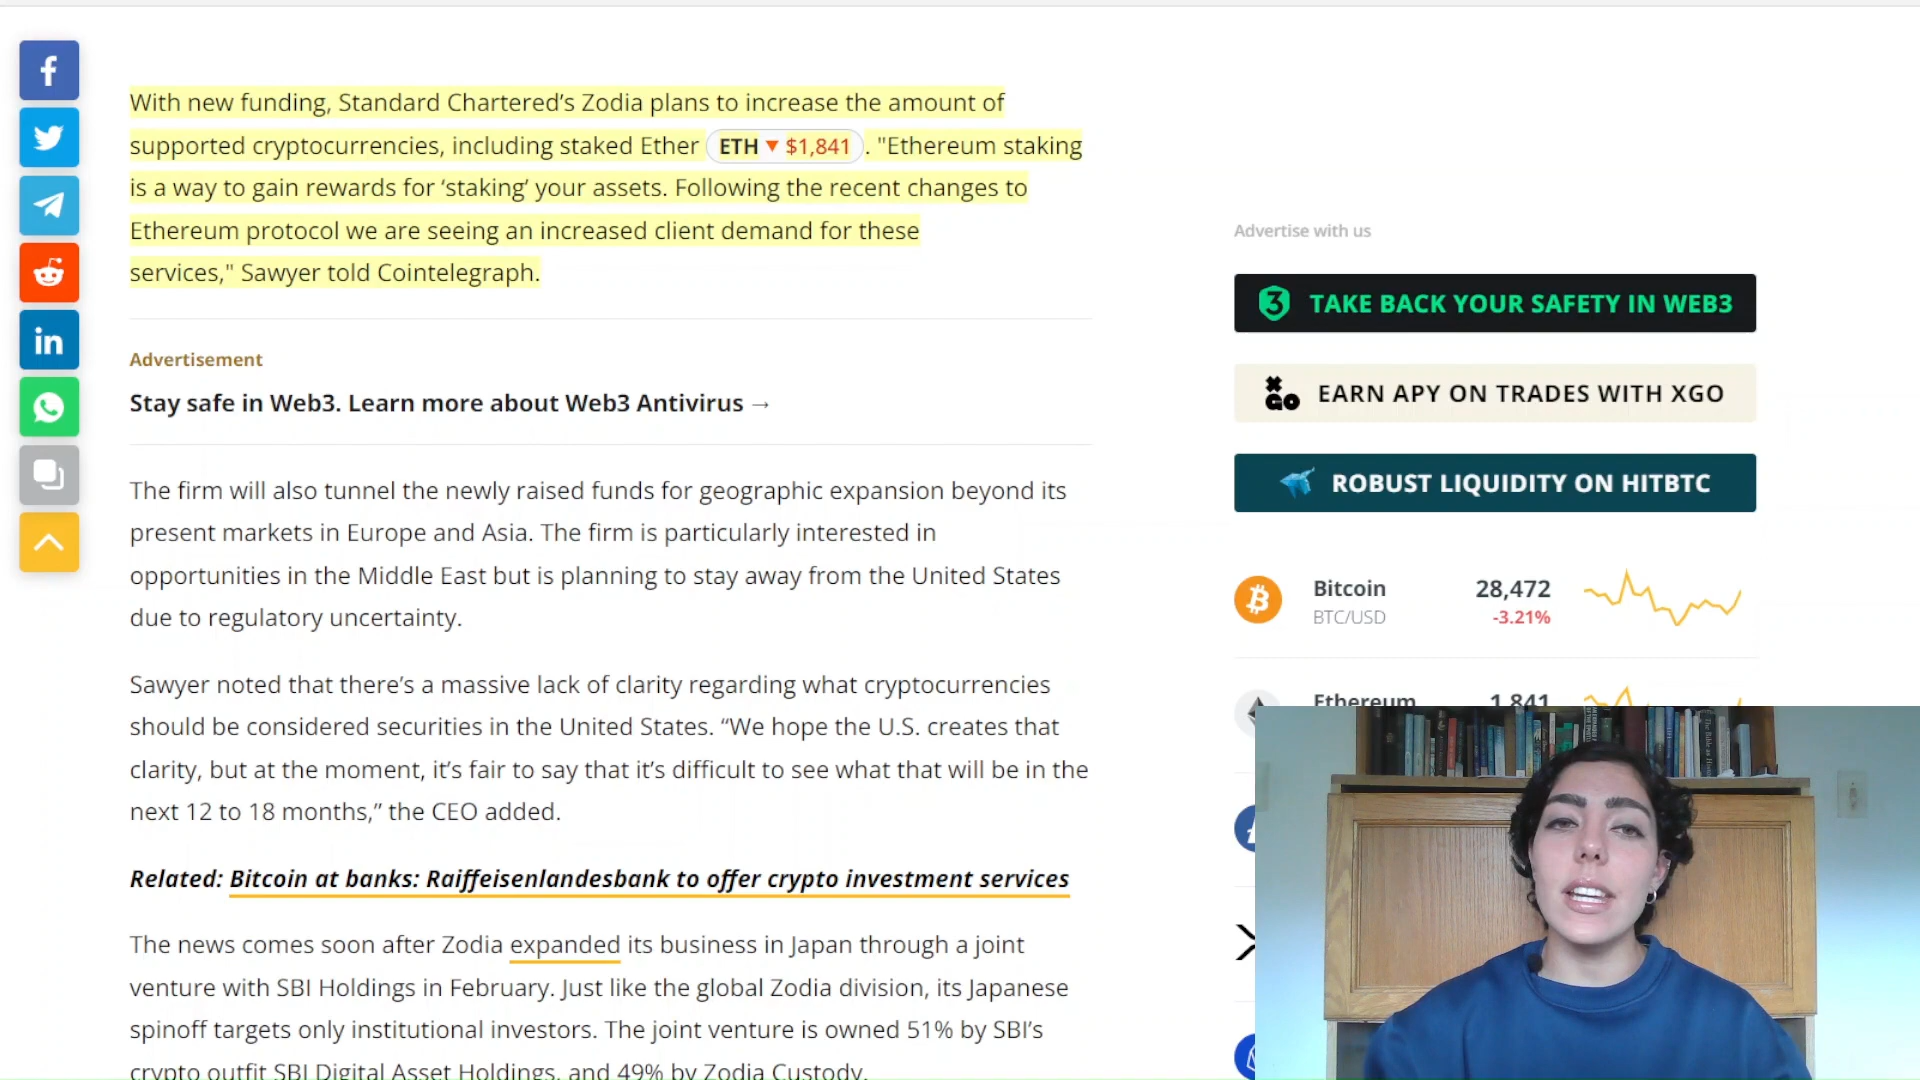 With new funding, Standard Chartered’s Zodia plans to increase the amount of
supported cryptocurrencies, including staked Ether ETH ▼ $1,841 . "Ethereum staking
is a way to gain rewards for ‘staking’ your assets. Following the recent changes to
Ethereum protocol we are seeing an increased client demand for these
services," Sawyer told Cointelegraph.
Advertisement
Stay safe in Web3. Learn more about Web3 Antivirus →
The firm will also tunnel the newly raised funds for geographic expansion beyond its
present markets in Europe and Asia. The firm is particularly interested in
opportunities in the Middle East but is planning to stay away from the United States
due to regulatory uncertainty.
Sawyer noted that there’s a massive lack of clarity regarding what cryptocurrencies
should be considered securities in the United States. “We hope the U.S. creates that
clarity, but at the moment, it’s fair to say that it’s difficult to see what that will be in the
next 12 to 18 months,” the CEO added.
Related: Bitcoin at banks: Raiffeisenlandesbank to offer crypto investment services
The news comes soon after Zodia expanded its business in Japan through a joint
venture with SBI Holdings in February. Just like the global Zodia division, its Japanese
spinoff targets only institutional investors. The joint venture is owned 51% by SBI’s
crypto outfit SBI Digital Asset Holdings, and 49% by Zodia Custody.
Advertise with us
TAKE BACK YOUR SAFETY IN WEB3
EARN APY ON TRADES WITH XGO
ROBUST LIQUIDITY ON HITBTC
Bitcoin 28,472
BTC/USD -3.21%
Ethereum 1,841